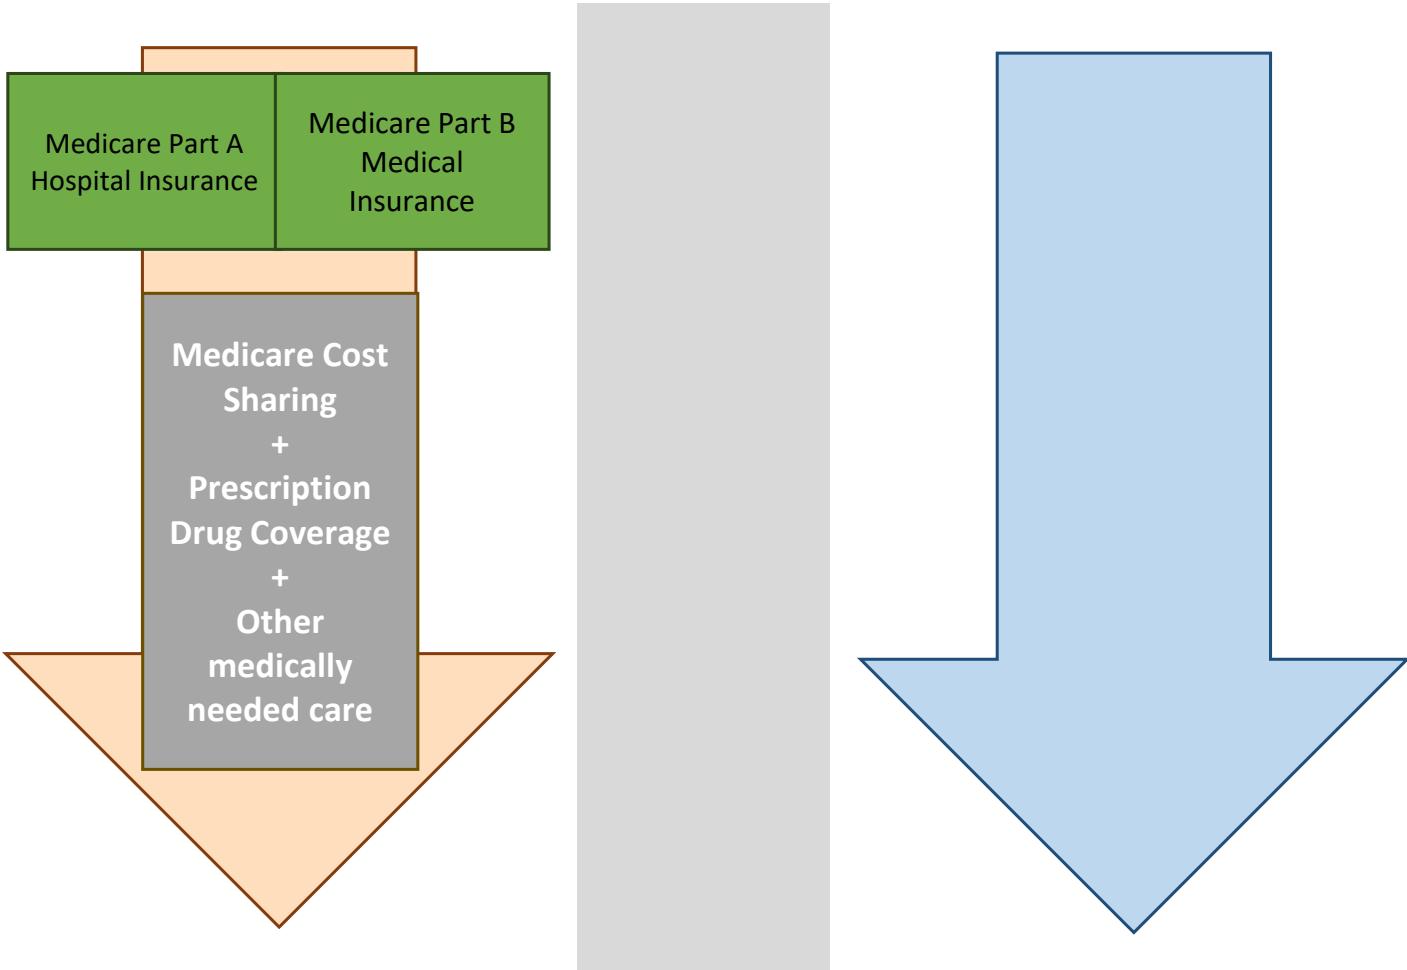 Medicare Part A
Hospital Insurance
Medicare Part B
Medical
Insurance
Medicare Cost
Sharing
+
Prescription
Drug Coverage
+
Other
medically
needed care